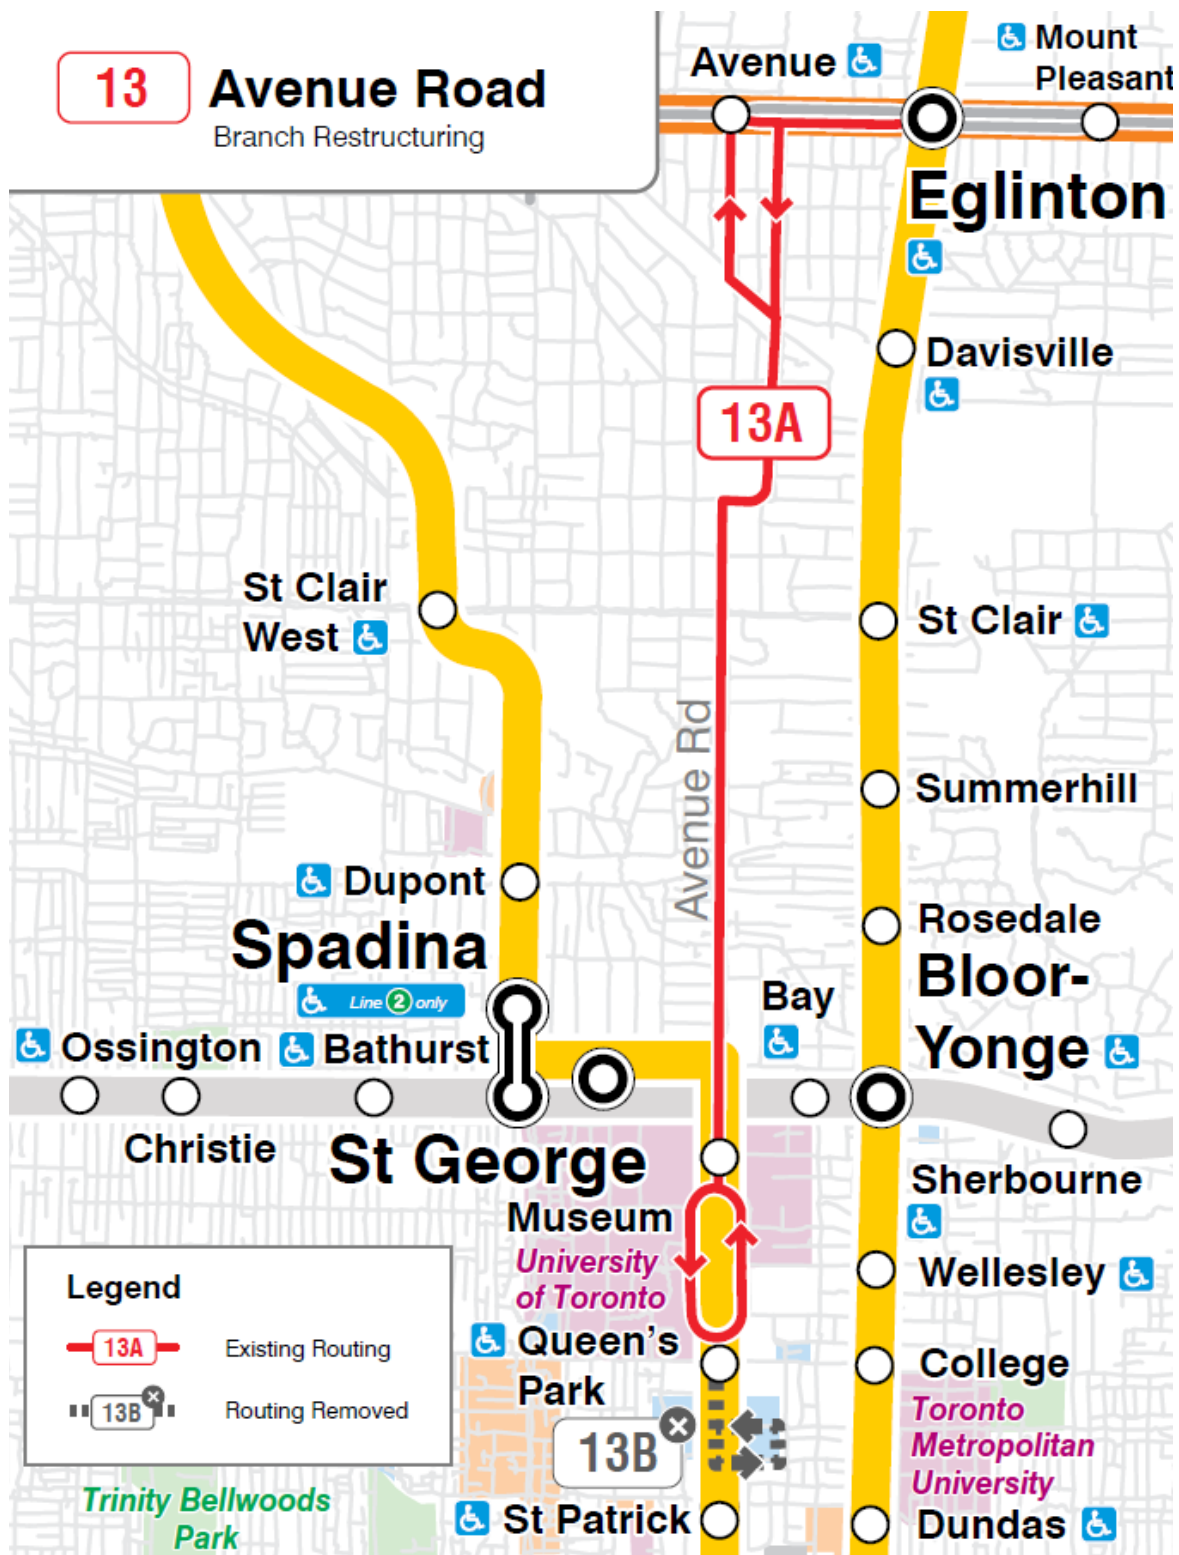 13
Avenue Road
Branch Restructuring
Avenue
Mount
Pleasant
Eglinton
Davisville
13A
St Clair
West
St Clair
Avenue Rd
Summerhill
Dupont
Rosedale
Spadina
Line 2 only
Bloor-
Yonge
Bay
Ossington
Bathurst
Christie
St George
Sherbourne
Museum
University
of Toronto
Wellesley
Queen's
Park
College
Toronto
Metropolitan
University
13B
St Patrick
Dundas
Legend
13A
Existing Routing
13B
Routing Removed
Trinity Bellwoods
Park